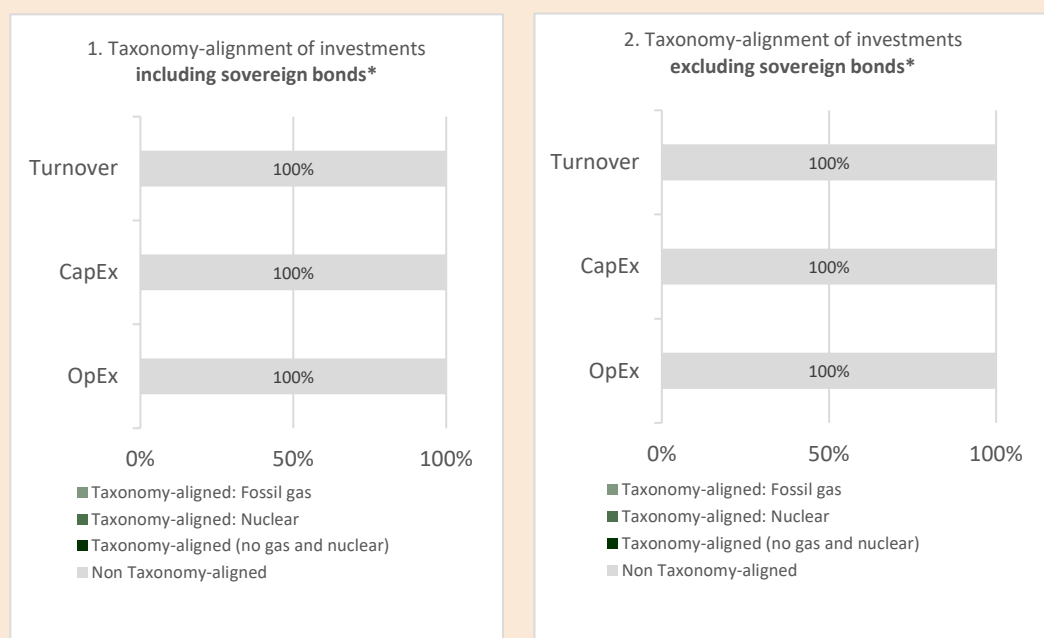 1. Taxonomy-alignment of investments
including sovereign bonds*
Turnover
100%
CapEx
100%
OpEx
100%
0%
50%
100%
Taxonomy-aligned: Fossil gas
Taxonomy-aligned: Nuclear
Taxonomy-aligned (no gas and nuclear)
Non Taxonomy-aligned
2. Taxonomy-alignment of investments
excluding sovereign bonds*
Turnover
100%
CapEx
100%
OpEx
100%
0%
50%
100%
Taxonomy-aligned: Fossil gas
Taxonomy-aligned: Nuclear
Taxonomy-aligned (no gas and nuclear)
Non Taxonomy-aligned